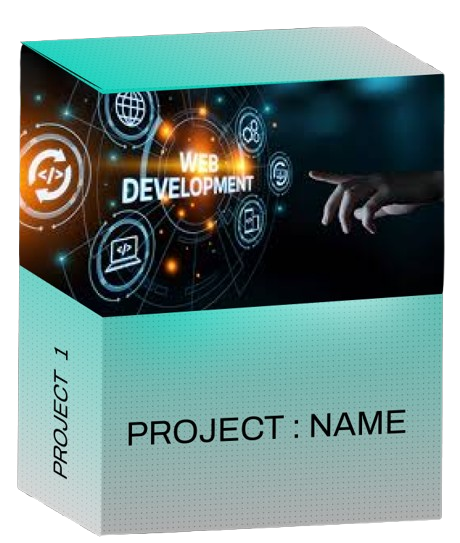 WEB
DEVELOPMENT
</>
</>
PROJECT 1
PROJECT : NAME